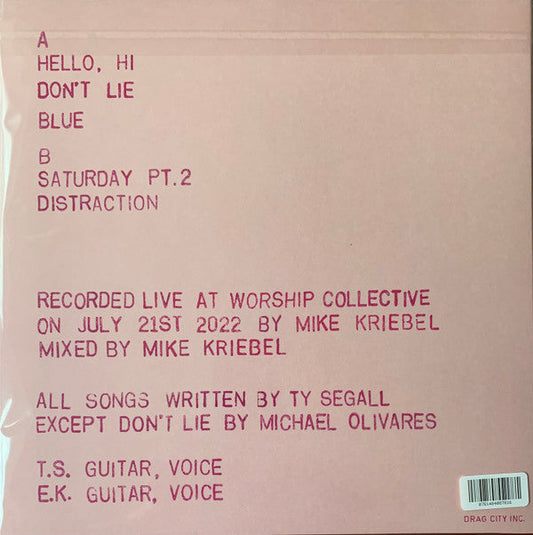 A
HELLO, HI
DON'T LIE
BLUE
B
SATURDAY PT.2
DISTRACTION
RECORDED LIVE AT WORSHIP COLLECTIVE
ON JULY 21ST 2022 BY MIKE KRIEBEL
MIXED BY MIKE KRIEBEL
ALL SONGS WRITTEN BY TY SEGALL
EXCEPT DON'T LIE BY MICHAEL OLIVARES
T.S. GUITAR, VOICE
E.K. GUITAR, VOICE
DRAG CITY INC.